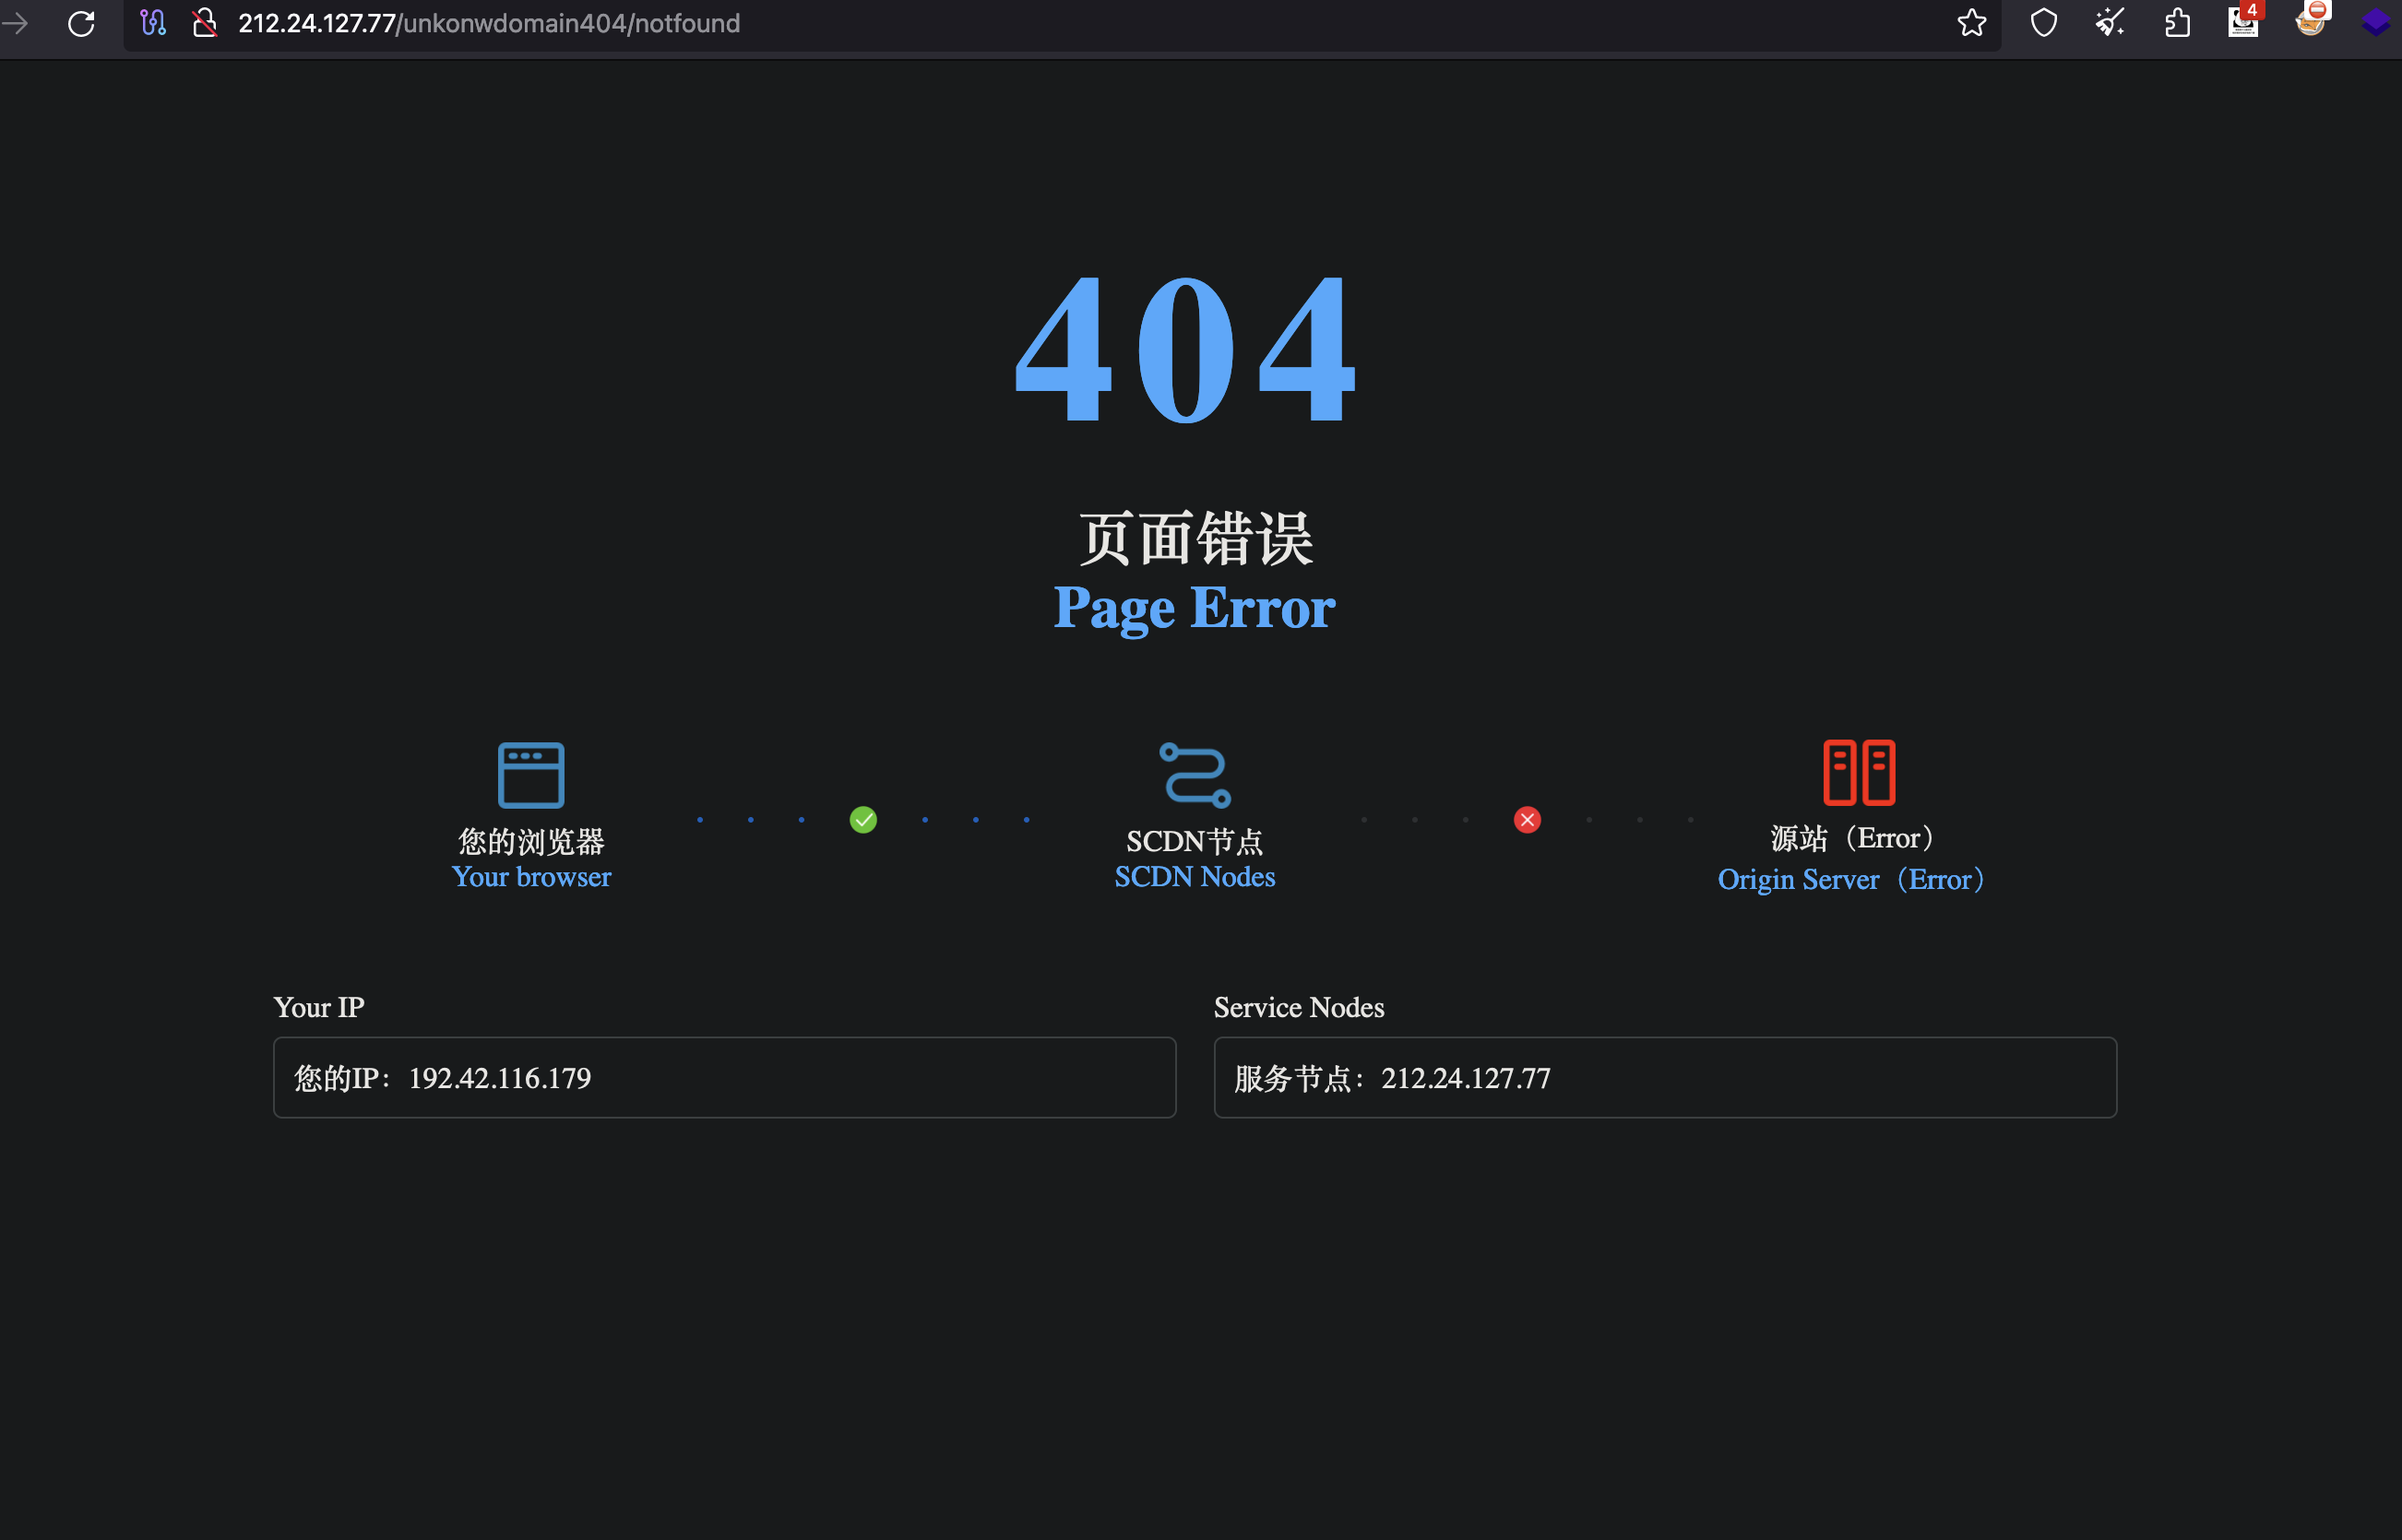 212.24.127.77/unkonwdomain404/notfound
4
404
页面错误
Page Error
您的浏览器
Your browser
SCDN节点
SCDN Nodes
源站（Error）
Origin Server（Error）
Your IP
您的IP：192.42.116.179
Service Nodes
服务节点：212.24.127.77